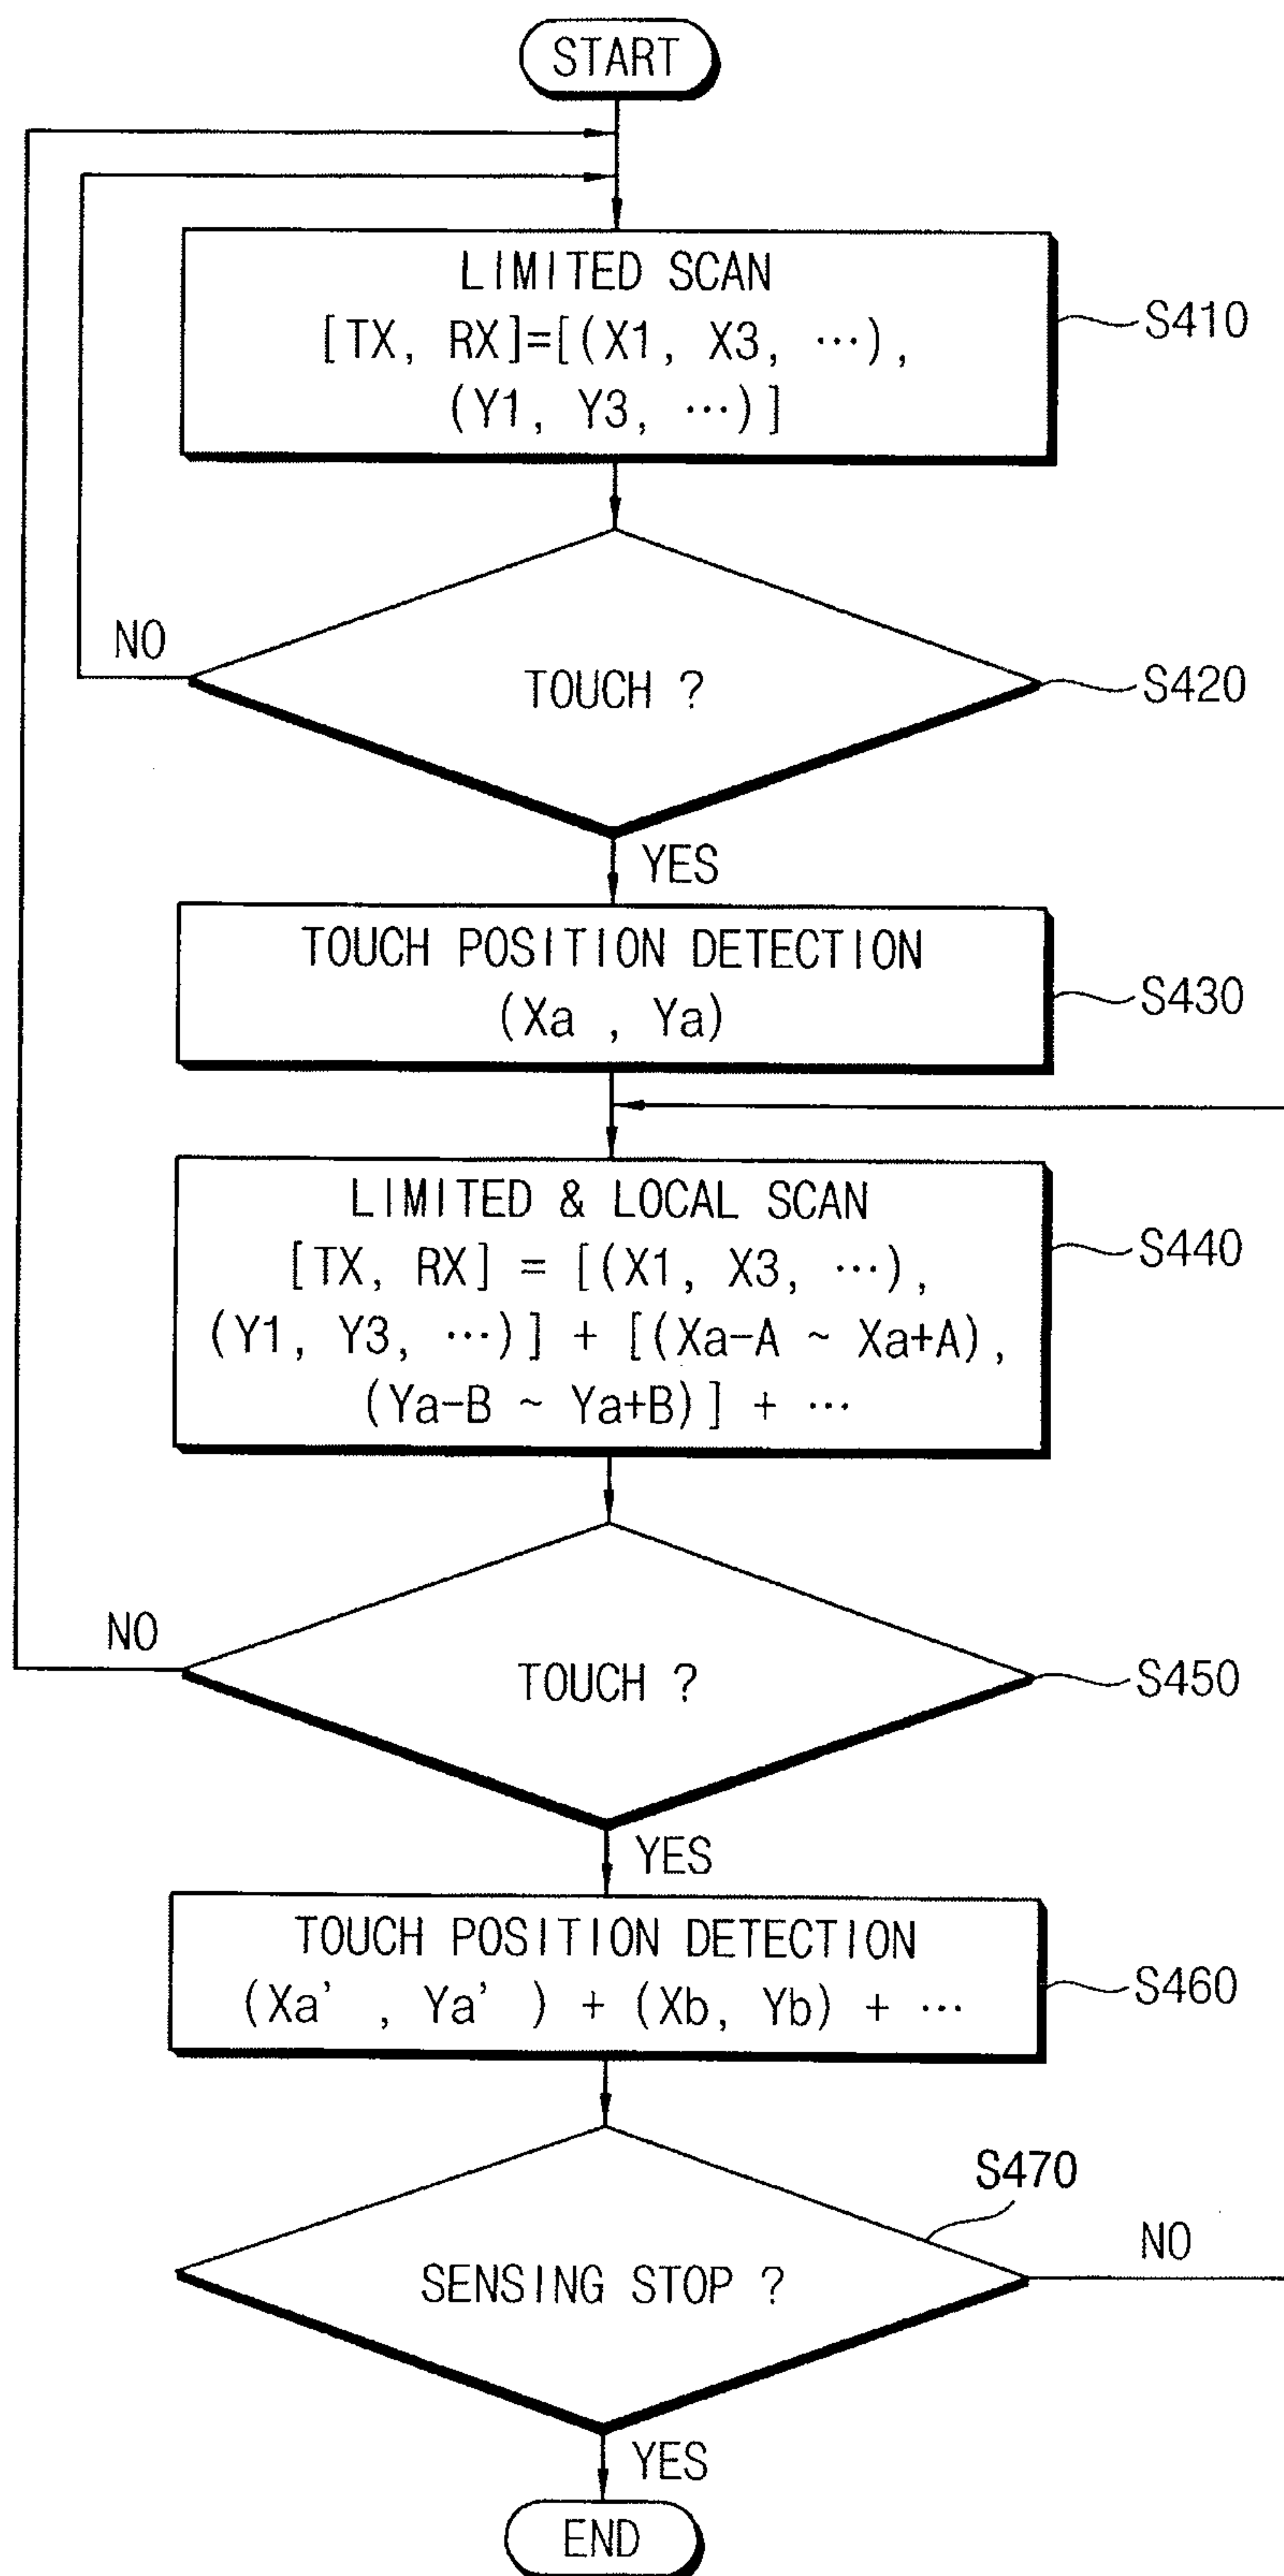 START
LIMITED SCAN
[TX, RX]=[(X1, X3, ⋯),
(Y1, Y3, ⋯)]
S410
NO
TOUCH ?
S420
YES
TOUCH POSITION DETECTION
(Xa , Ya)
S430
LIMITED & LOCAL SCAN
[TX, RX] = [(X1, X3, ⋯),
(Y1, Y3, ⋯)] + [(Xa-A ~ Xa+A),
(Ya-B ~ Ya+B)] + ⋯
S440
NO
TOUCH ?
S450
YES
TOUCH POSITION DETECTION
(Xa' , Ya' ) + (Xb, Yb) + ⋯
S460
S470
SENSING STOP ?
NO
YES
END